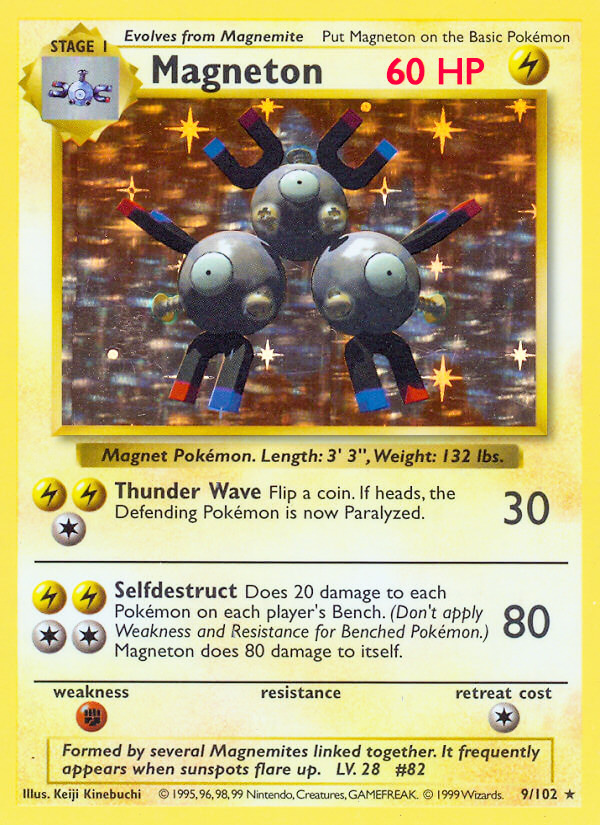 STAGE 1
Evolves from Magnemite Put Magneton on the Basic Pokémon
Magneton 60 HP
Magnet Pokémon. Length: 3' 3", Weight: 132 lbs.
Thunder Wave Flip a coin. If heads, the
Defending Pokémon is now Paralyzed.
30
Selfdestruct Does 20 damage to each
Pokémon on each player's Bench. (Don't apply
Weakness and Resistance for Benched Pokémon.)
Magneton does 80 damage to itself.
80
weakness resistance retreat cost
Formed by several Magnemites linked together. It frequently
appears when sunspots flare up. LV. 28 #82
Illus. Keiji Kinebuchi © 1995, 96, 98, 99 Nintendo, Creatures, GAMEFREAK. © 1999 Wizards. 9/102 ★